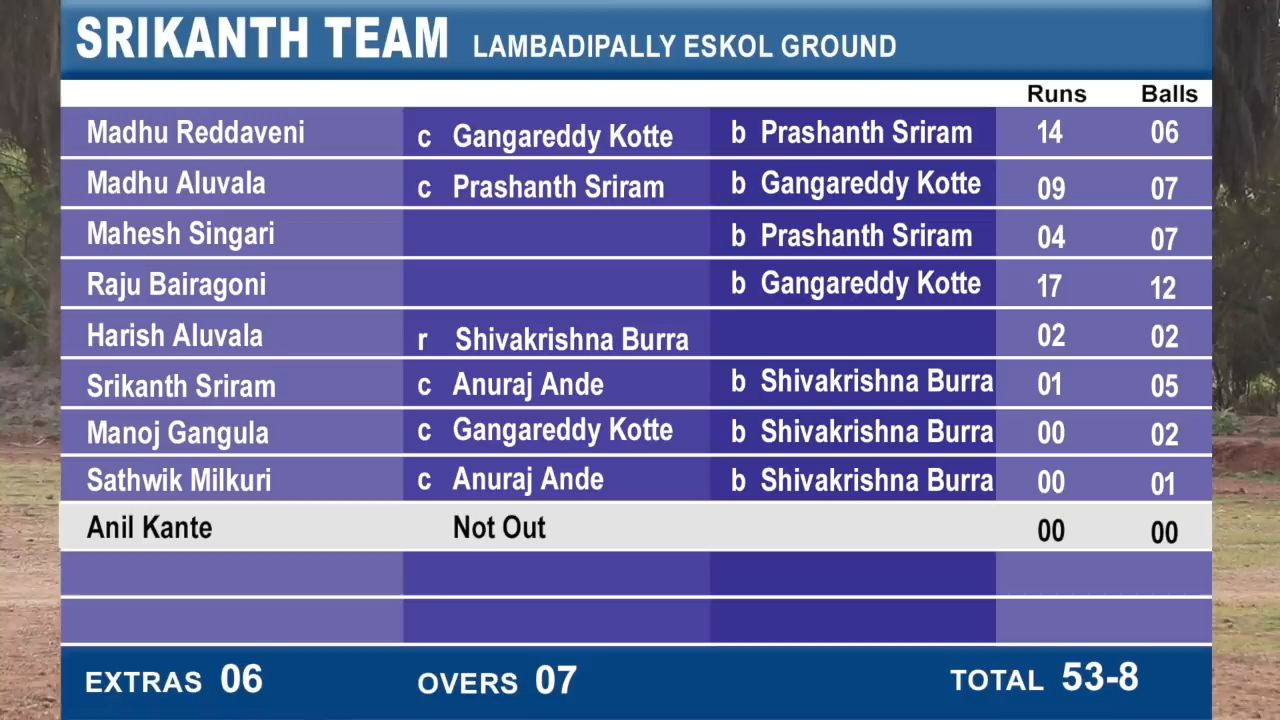 SRIKANTH TEAM LAMBADIPALLY ESKOL GROUND
Runs Balls
Madhu Reddaveni c Gangareddy Kotte b Prashanth Sriram 14 06
Madhu Aluvala c Prashanth Sriram b Gangareddy Kotte 09 07
Mahesh Singari b Prashanth Sriram 04 07
Raju Bairagoni b Gangareddy Kotte 17 12
Harish Aluvala r Shivakrishna Burra 02 02
Srikanth Sriram c Anuraj Ande b Shivakrishna Burra 01 05
Manoj Gangula c Gangareddy Kotte b Shivakrishna Burra 00 02
Sathwik Milkuri c Anuraj Ande b Shivakrishna Burra 00 01
Anil Kante Not Out 00 00
EXTRAS 06 OVERS 07 TOTAL 53-8